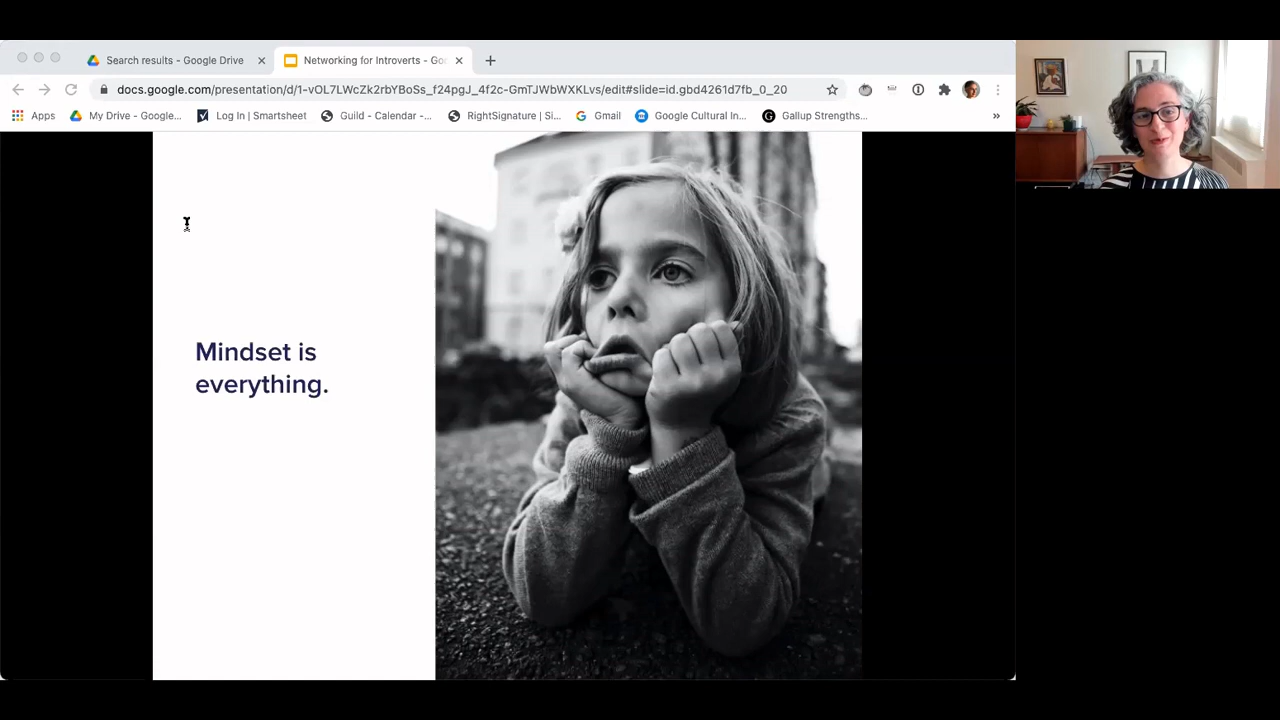 Search results - Google Drive
Networking for Introverts - Go
docs.google.com/presentation/d/1-vOL7LWcZk2rbYBoSs_f24pgJ_4f2c-GmTJWbWXKLvs/edit#slide=id.gbd4261d7fb_0_20
Apps My Drive - Google... Log In | Smartsheet Guild - Calendar -... RightSignature | Si... Gmail Google Cultural In... Gallup Strengths... »
Mindset is
everything.